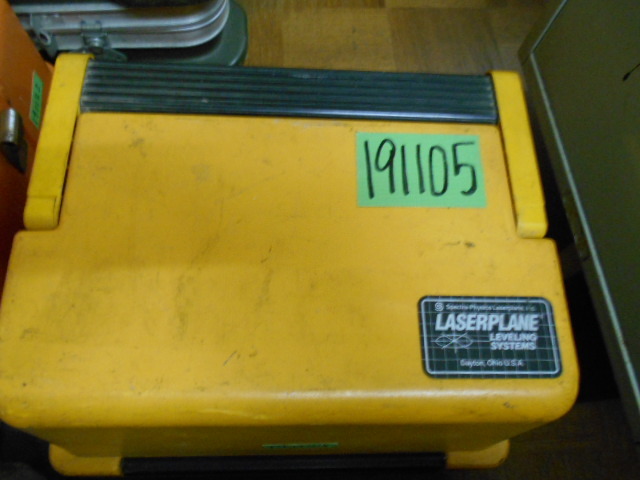 191105
Spectra-Physics Laserplane, Inc.
LASERPLANE®
LEVELING
SYSTEMS
Dayton, Ohio U.S.A.